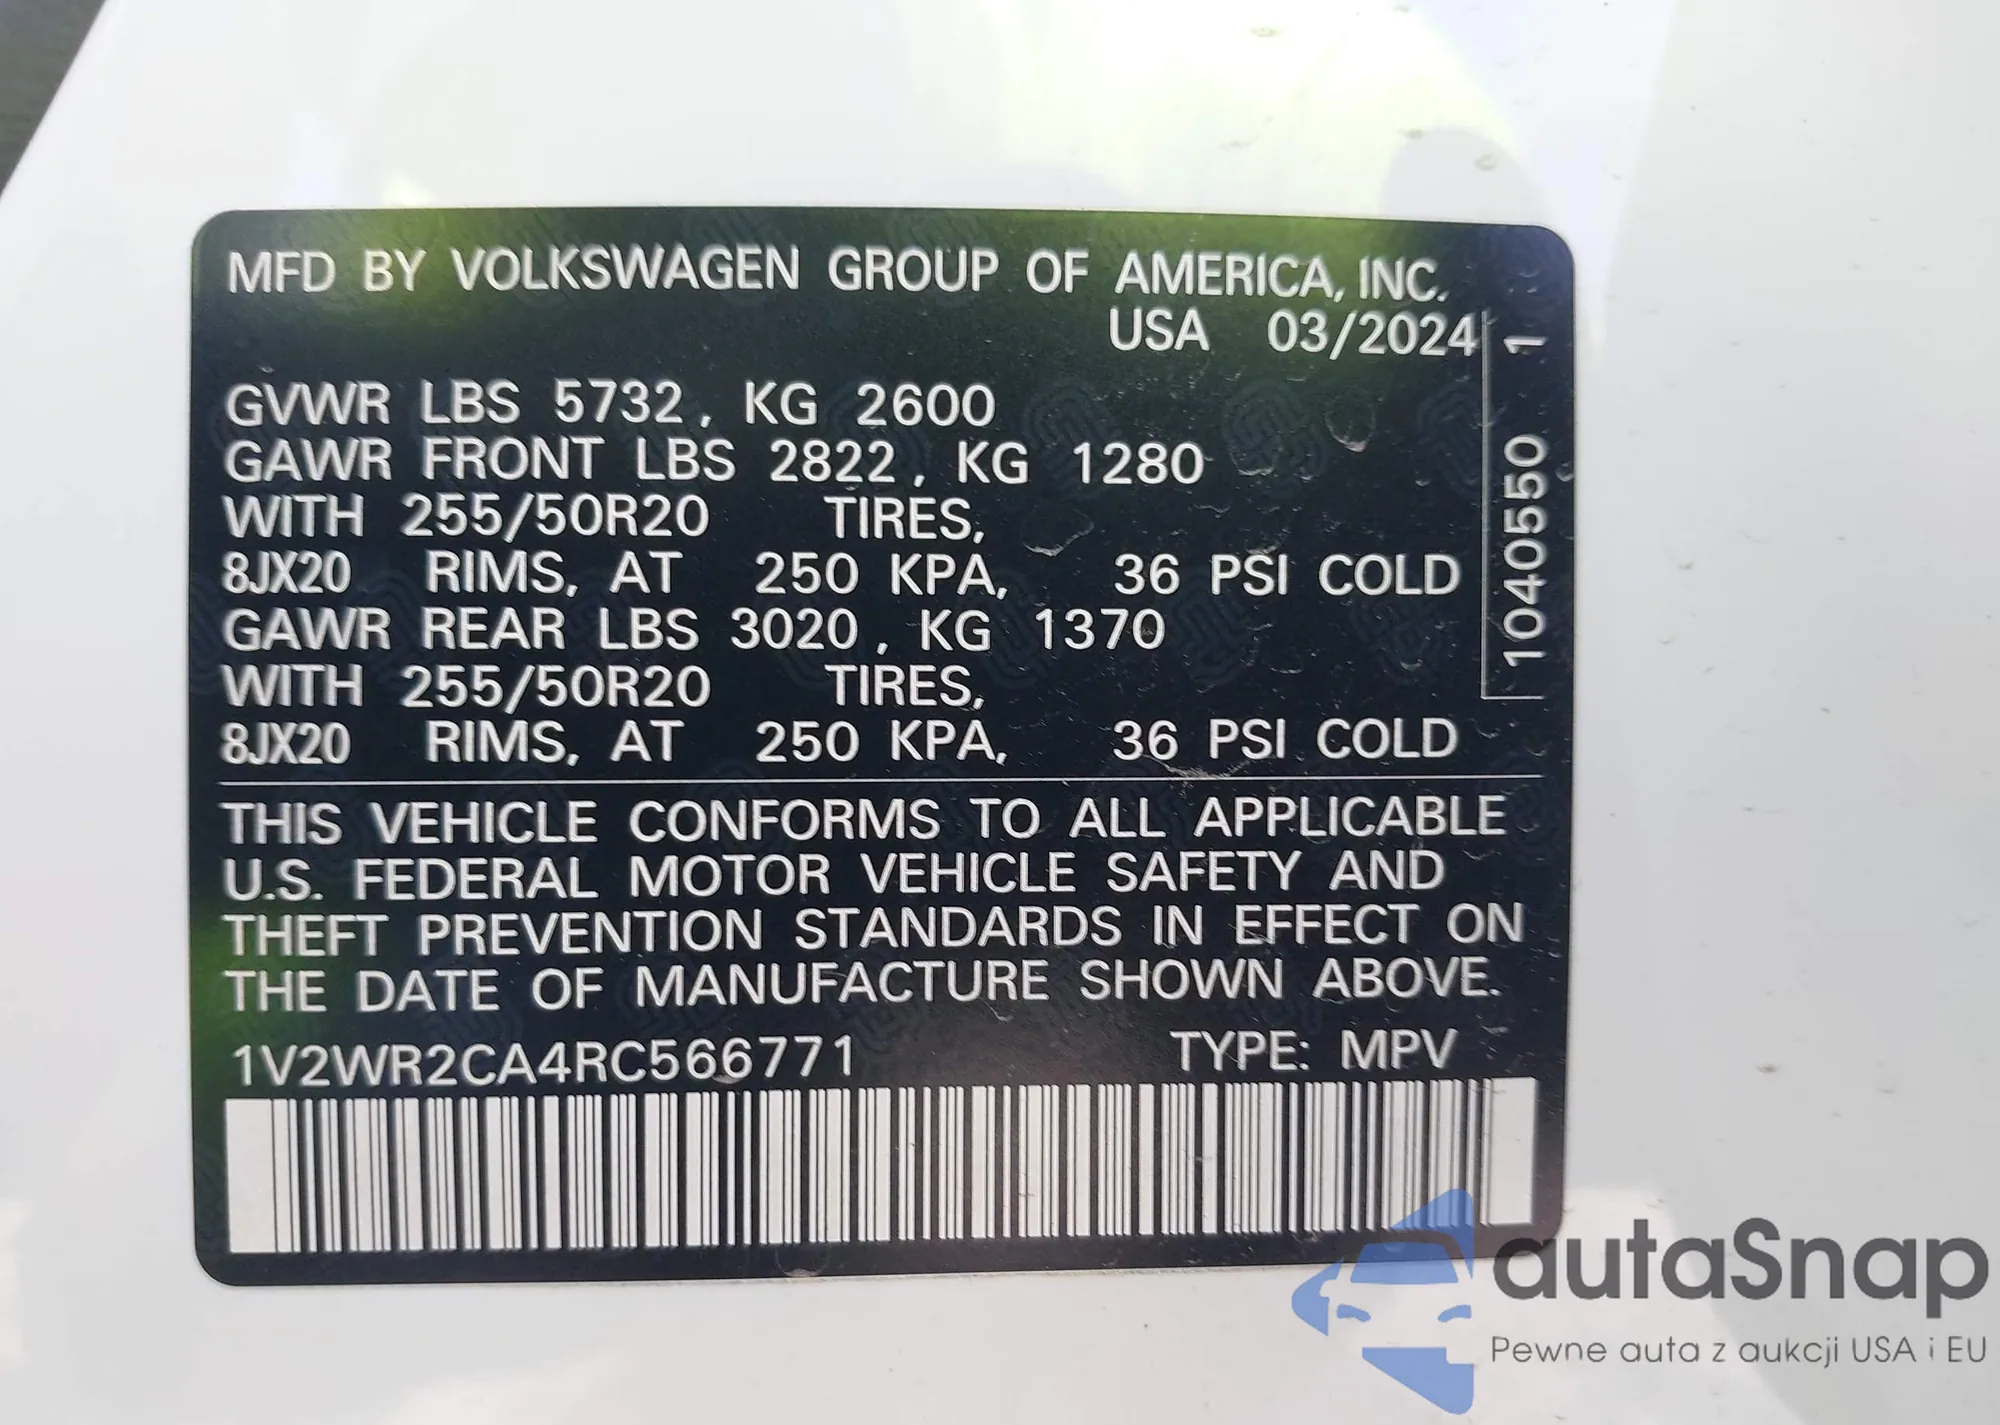 MFD BY VOLKSWAGEN GROUP OF AMERICA, INC.
USA 03/2024
GVWR LBS 5732, KG 2600
GAWR FRONT LBS 2822, KG 1280
WITH 255/50R20 TIRES,
8JX20 RIMS, AT 250 KPA, 36 PSI COLD
GAWR REAR LBS 3020, KG 1370
WITH 255/50R20 TIRES,
8JX20 RIMS, AT 250 KPA, 36 PSI COLD
1040550 1
THIS VEHICLE CONFORMS TO ALL APPLICABLE
U.S. FEDERAL MOTOR VEHICLE SAFETY AND
THEFT PREVENTION STANDARDS IN EFFECT ON
THE DATE OF MANUFACTURE SHOWN ABOVE.
1V2WR2CA4RC566771 TYPE: MPV
autaSnap
Pewne auta z aukcji USA i EU